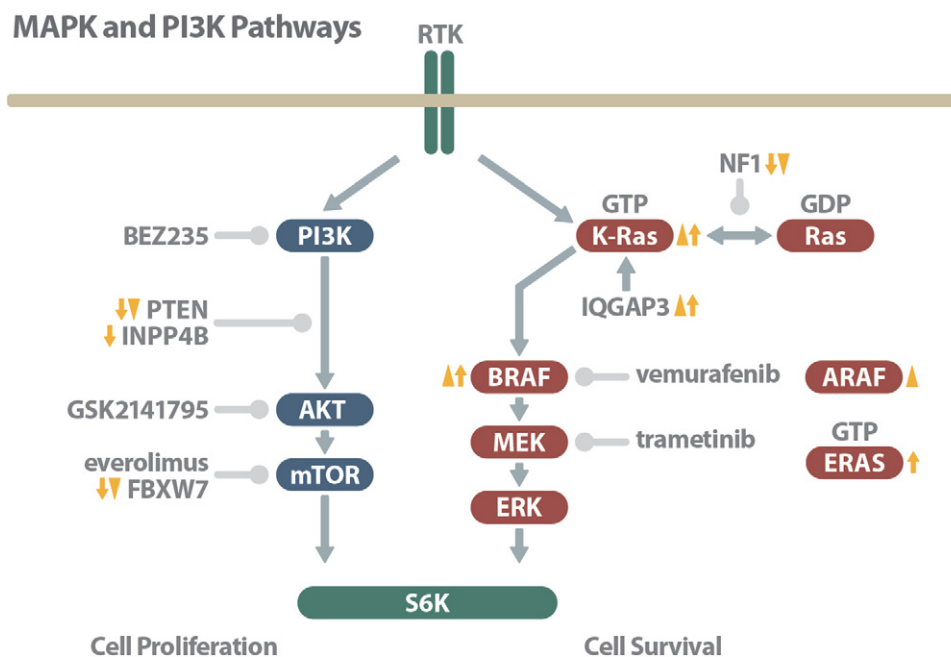 MAPK and PI3K Pathways
RTK
NF1
GTP
GDP
BEZ235
PI3K
K-Ras
Ras
PTEN
INPP4B
IQGAP3
BRAF
vemurafenib
ARAF
GSK2141795
AKT
MEK
trametinib
GTP
ERAS
everolimus
FBXW7
mTOR
ERK
S6K
Cell Proliferation
Cell Survival